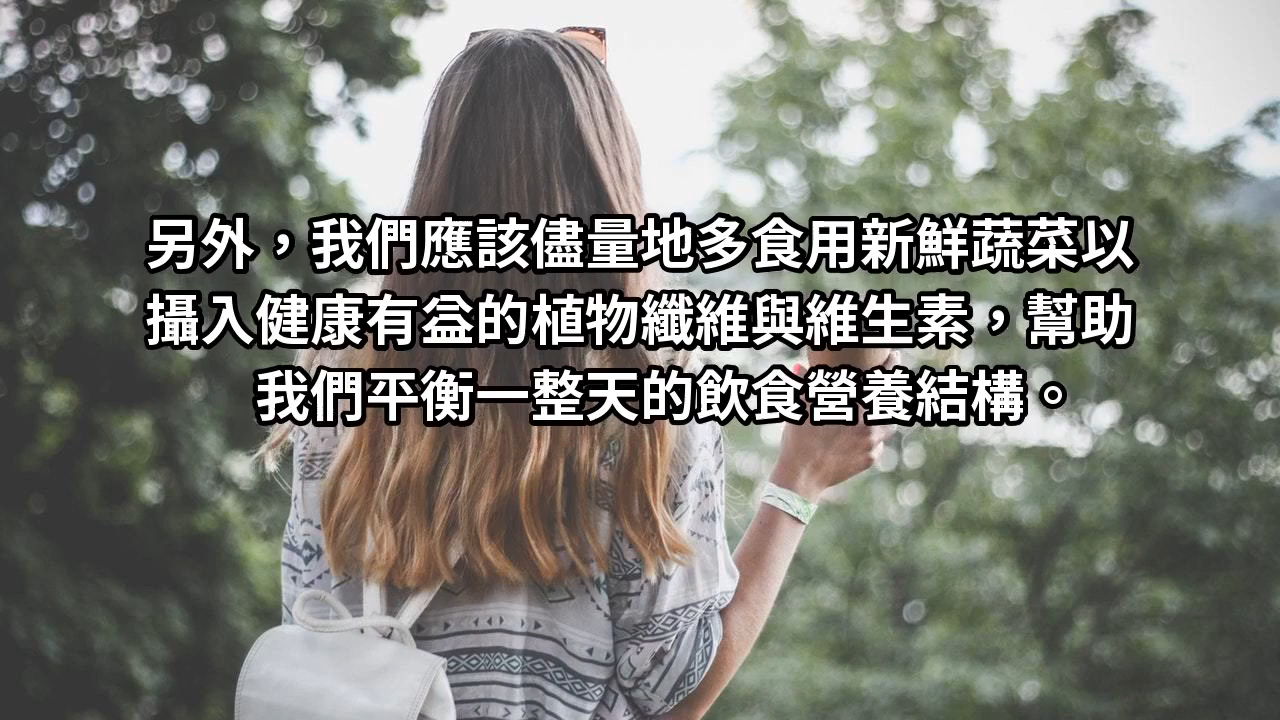 另外，我們應該儘量地多食用新鮮蔬菜以
攝入健康有益的植物纖維與維生素，幫助
我們平衡一整天的飲食營養結構。